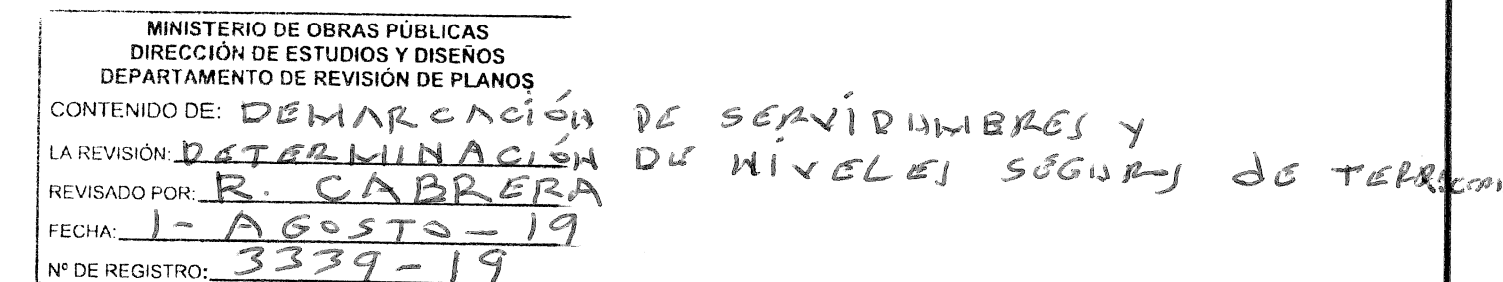 MINISTERIO DE OBRAS PÚBLICAS
DIRECCIÓN DE ESTUDIOS Y DISEÑOS
DEPARTAMENTO DE REVISIÓN DE PLANOS
CONTENIDO DE: DEMARCACIÓN DE SERVIDUMBRES Y
LA REVISIÓN: DETERMINACIÓN DE NIVELES SEGUROS DE
REVISADO POR: R. CABRERA
FECHA: 1 - AGOSTO - 19
Nº DE REGISTRO: 3339 - 19